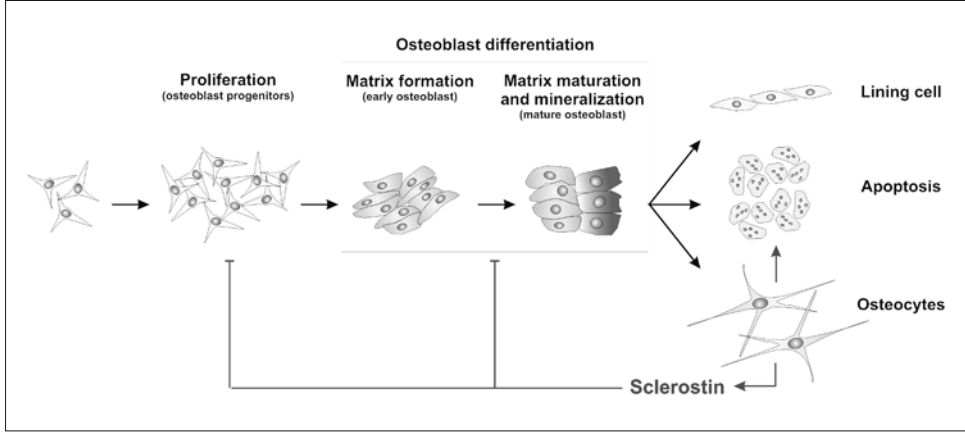 Osteoblast differentiation
Proliferation
(osteoblast progenitors)
Matrix formation
(early osteoblast)
Matrix maturation
and mineralization
(mature osteoblast)
Lining cell
Apoptosis
Osteocytes
Sclerostin